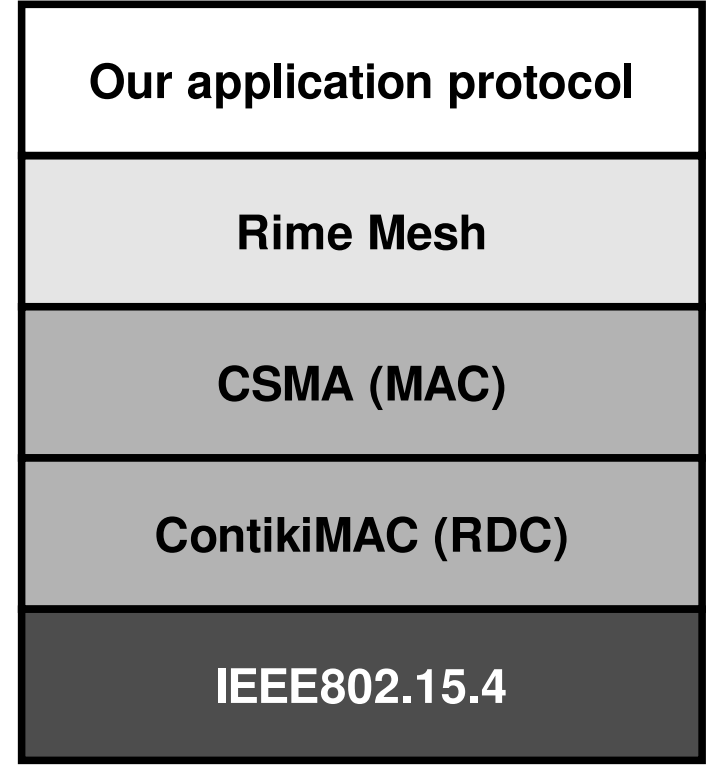 Our application protocol
Rime Mesh
CSMA (MAC)
ContikiMAC (RDC)
IEEE802.15.4